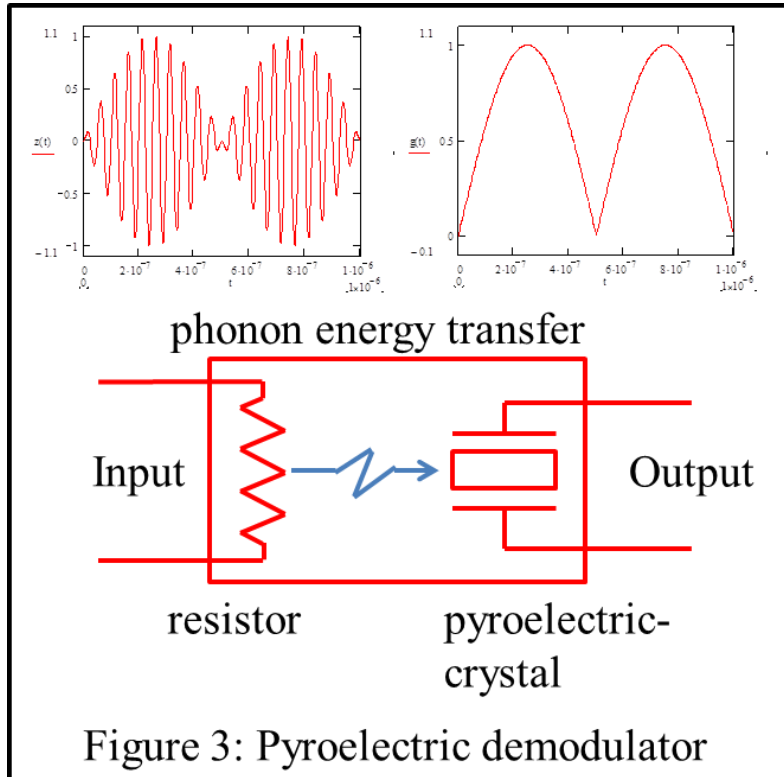 1.1
1
0.5
z(t)
0
−0.5
−1
−1.1
0 2·10⁻⁷ 4·10⁻⁷ 6·10⁻⁷ 8·10⁻⁷ 1·10⁻⁶
.0. t 1×10⁻⁶
1.1
1
g(t) 0.5
0
−0.1
0 2·10⁻⁷ 4·10⁻⁷ 6·10⁻⁷ 8·10⁻⁷ 1·10⁻⁶
.0. t 1×10⁻⁶
phonon energy transfer
Input
Output
resistor
pyroelectric-
crystal
Figure 3: Pyroelectric demodulator